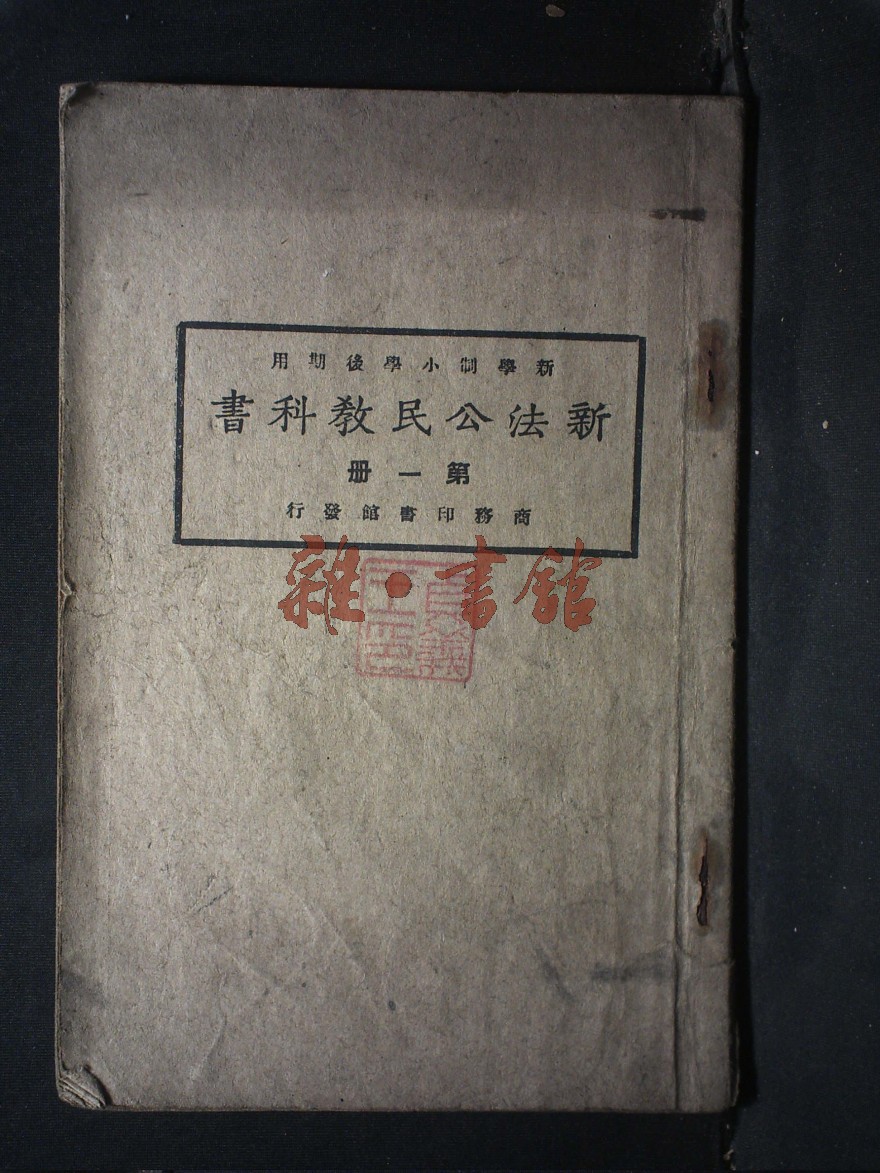 新學制小學後期用
新法公民教科書
第一册
商務印書館發行
雜·書館